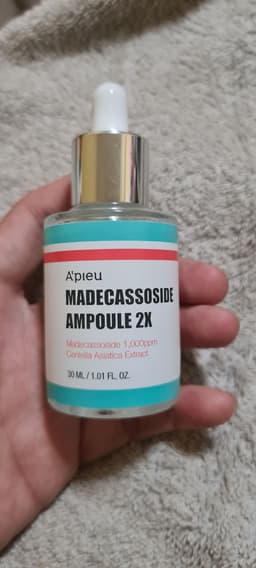 A'pieu
MADECASSOSIDE
AMPOULE 2X
Madecassoside 1,000ppm
Centella Asiatica Extract
30 ML / 1.01 FL. OZ.